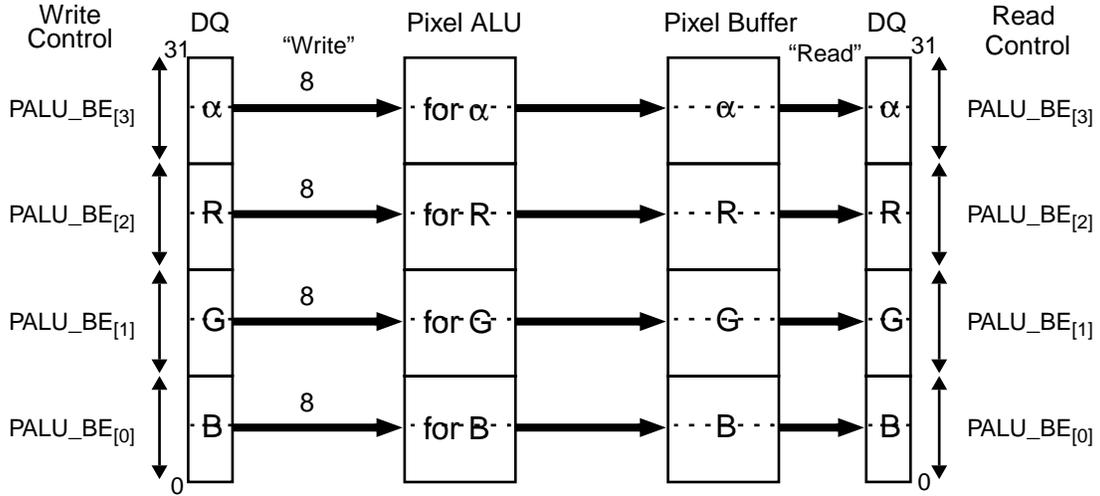 Write
Control
DQ
Pixel ALU
Pixel Buffer
DQ
Read
Control
31
“Write”
“Read”
31
PALU_BE[3]
α
8
for α
α
α
PALU_BE[3]
PALU_BE[2]
R
8
for R
R
R
PALU_BE[2]
PALU_BE[1]
G
8
for G
G
G
PALU_BE[1]
PALU_BE[0]
B
8
for B
B
B
PALU_BE[0]
0
0